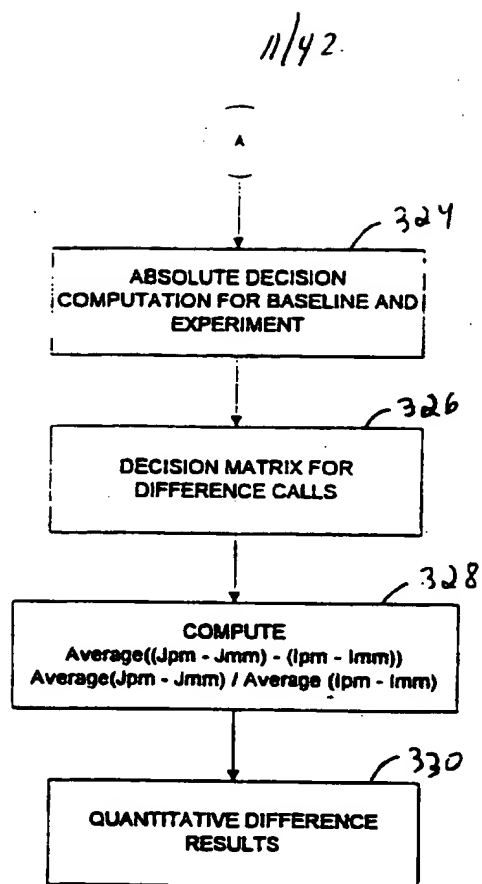 11/42
A
324
ABSOLUTE DECISION
COMPUTATION FOR BASELINE AND
EXPERIMENT
326
DECISION MATRIX FOR
DIFFERENCE CALLS
328
COMPUTE
Average((Jpm - Jmm) - (Ipm - Imm))
Average(Jpm - Jmm) / Average (Ipm - Imm)
330
QUANTITATIVE DIFFERENCE
RESULTS